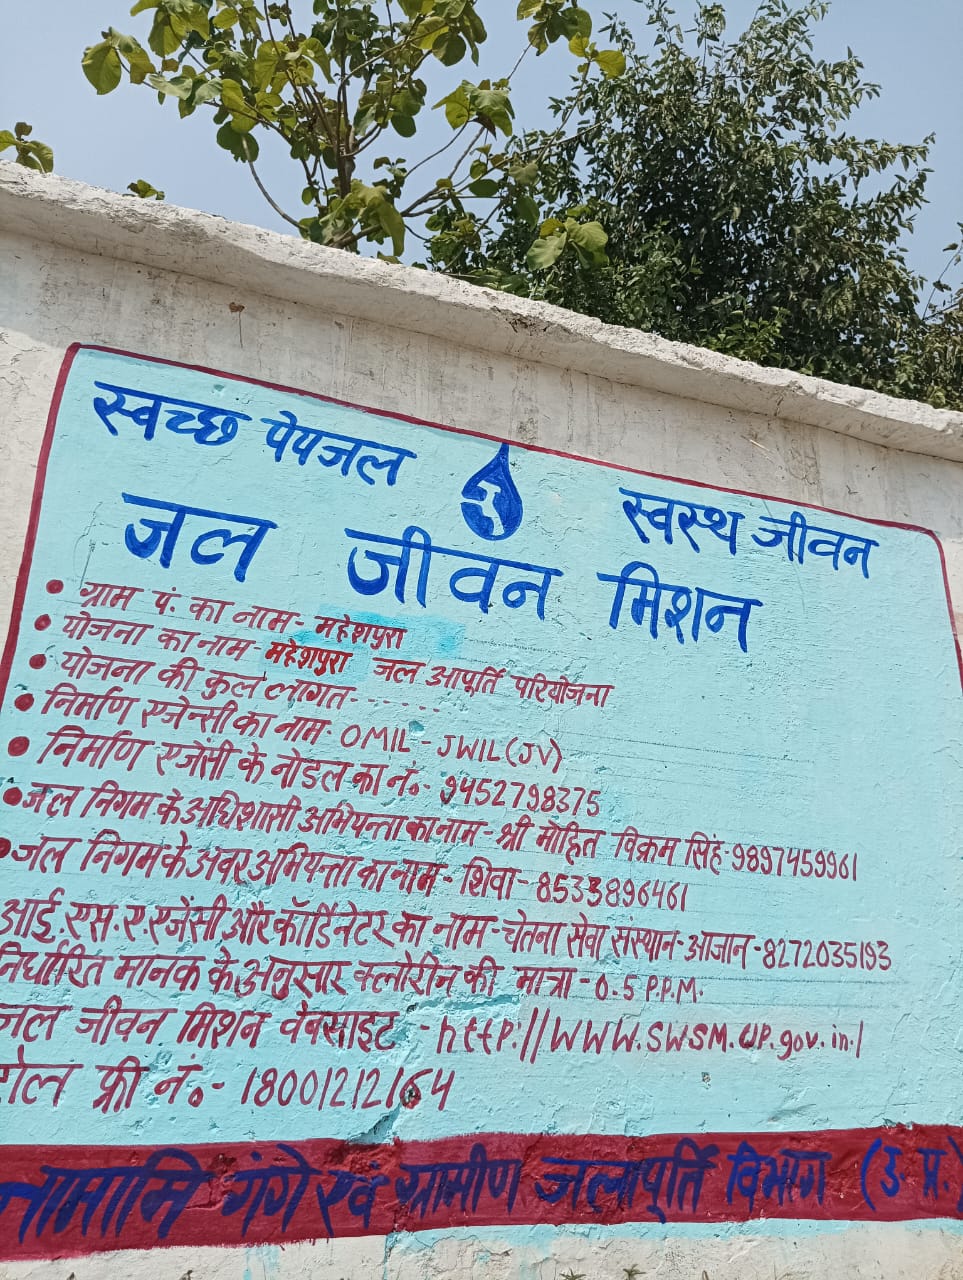 स्वच्छ पेयजल स्वस्थ जीवन
जल जीवन मिशन
• ग्राम पं. का नाम - महेशपुरा
• योजना का नाम - महेशपुरा जल आपूर्ति परियोजना
• योजना की कुल लागत - - - - - - -
• निर्माण एजेन्सी का नाम - OMIL - JWIL (JV)
• निर्माण एजेंसी के नोडल का नं॰ - 9452798375
• जल निगम के अधिशासी अभियन्ता का नाम - श्री मोहित विक्रम सिंह - 9897459961
• जल निगम के अवर अभियन्ता का नाम - शिवा - 8533896461
आई.एस.ए. एजेंसी और कॉर्डिनेटर का नाम - चेतना सेवा संस्थान - आजान - 8272035193
निर्धारित मानक के अनुसार क्लोरीन की मात्रा - 0.5 P.P.M.
जल जीवन मिशन वेबसाइट - http://WWW.SWSM.UP.gov.in./
टोल फ्री नं॰ - 18001212164
नामामि गंगे एवं ग्रामीण जलापूर्ति विभाग (उ. प्र.)